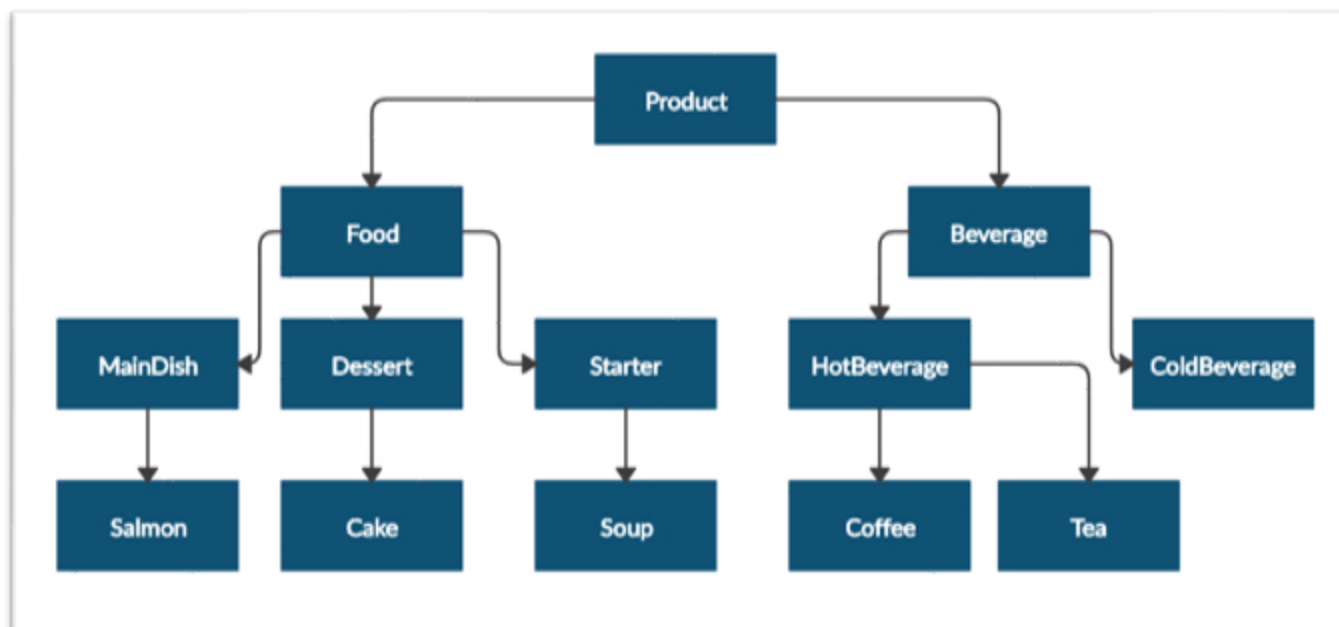 Product
Food
Beverage
MainDish
Dessert
Starter
HotBeverage
ColdBeverage
Salmon
Cake
Soup
Coffee
Tea